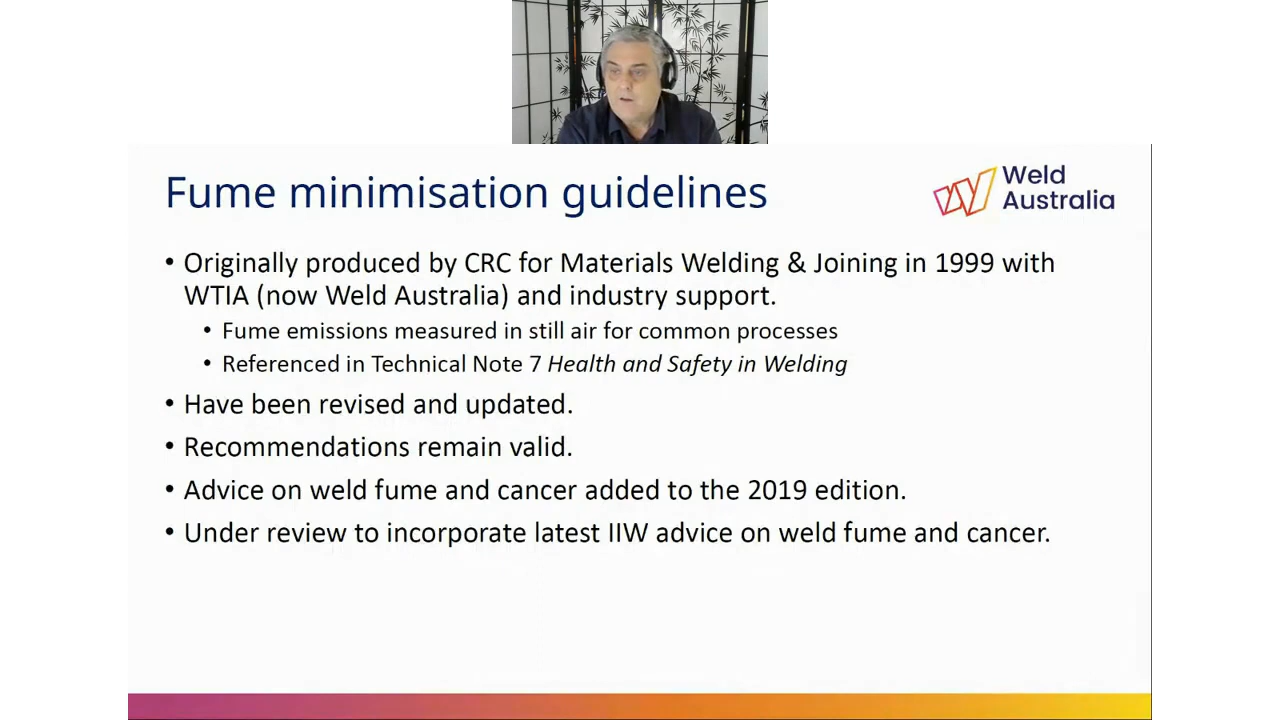 Fume minimisation guidelines
Weld
Australia
• Originally produced by CRC for Materials Welding & Joining in 1999 with
WTIA (now Weld Australia) and industry support.
• Fume emissions measured in still air for common processes
• Referenced in Technical Note 7 Health and Safety in Welding
• Have been revised and updated.
• Recommendations remain valid.
• Advice on weld fume and cancer added to the 2019 edition.
• Under review to incorporate latest IIW advice on weld fume and cancer.